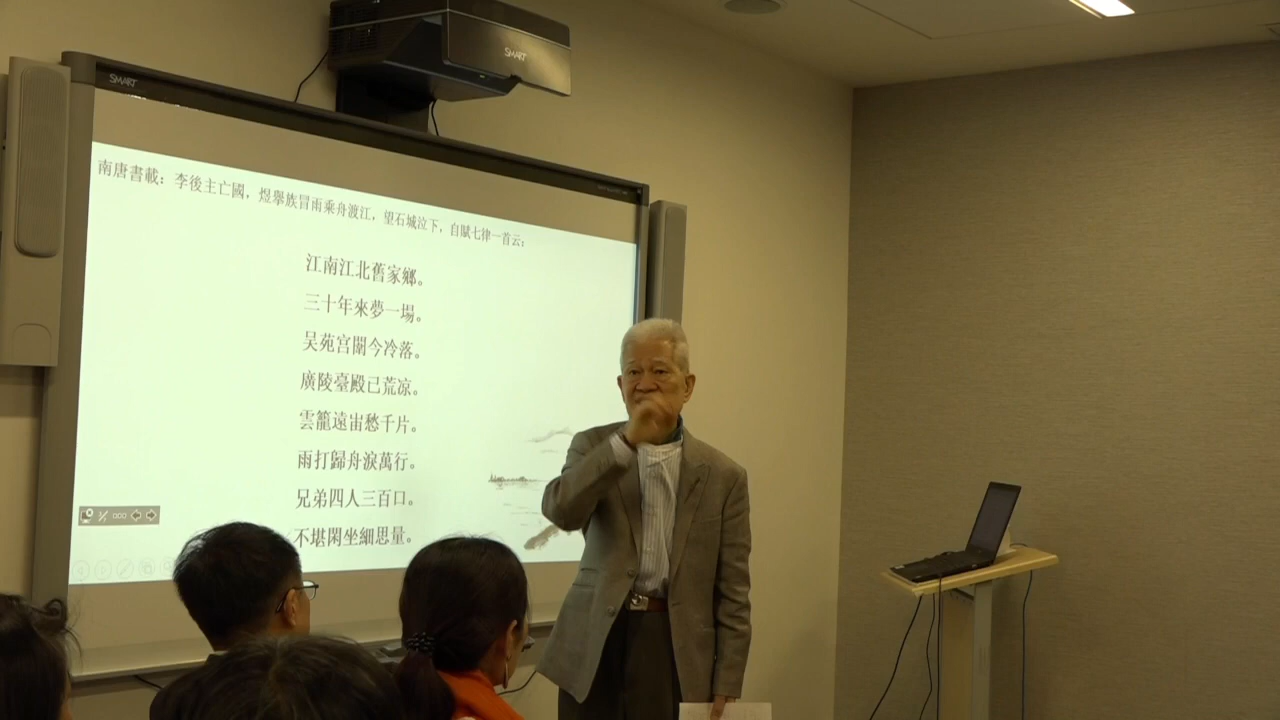 SMART
SMART
南唐書載：李後主亡國，煜舉族冒雨乘舟渡江，望石城泣下，自賦七律一首云：
江南江北舊家鄉。
三十年來夢一場。
吴苑宮闈今冷落。
廣陵臺殿已荒凉。
雲籠遠岫愁千片。
雨打歸舟淚萬行。
兄弟四人三百口。
不堪閑坐細思量。